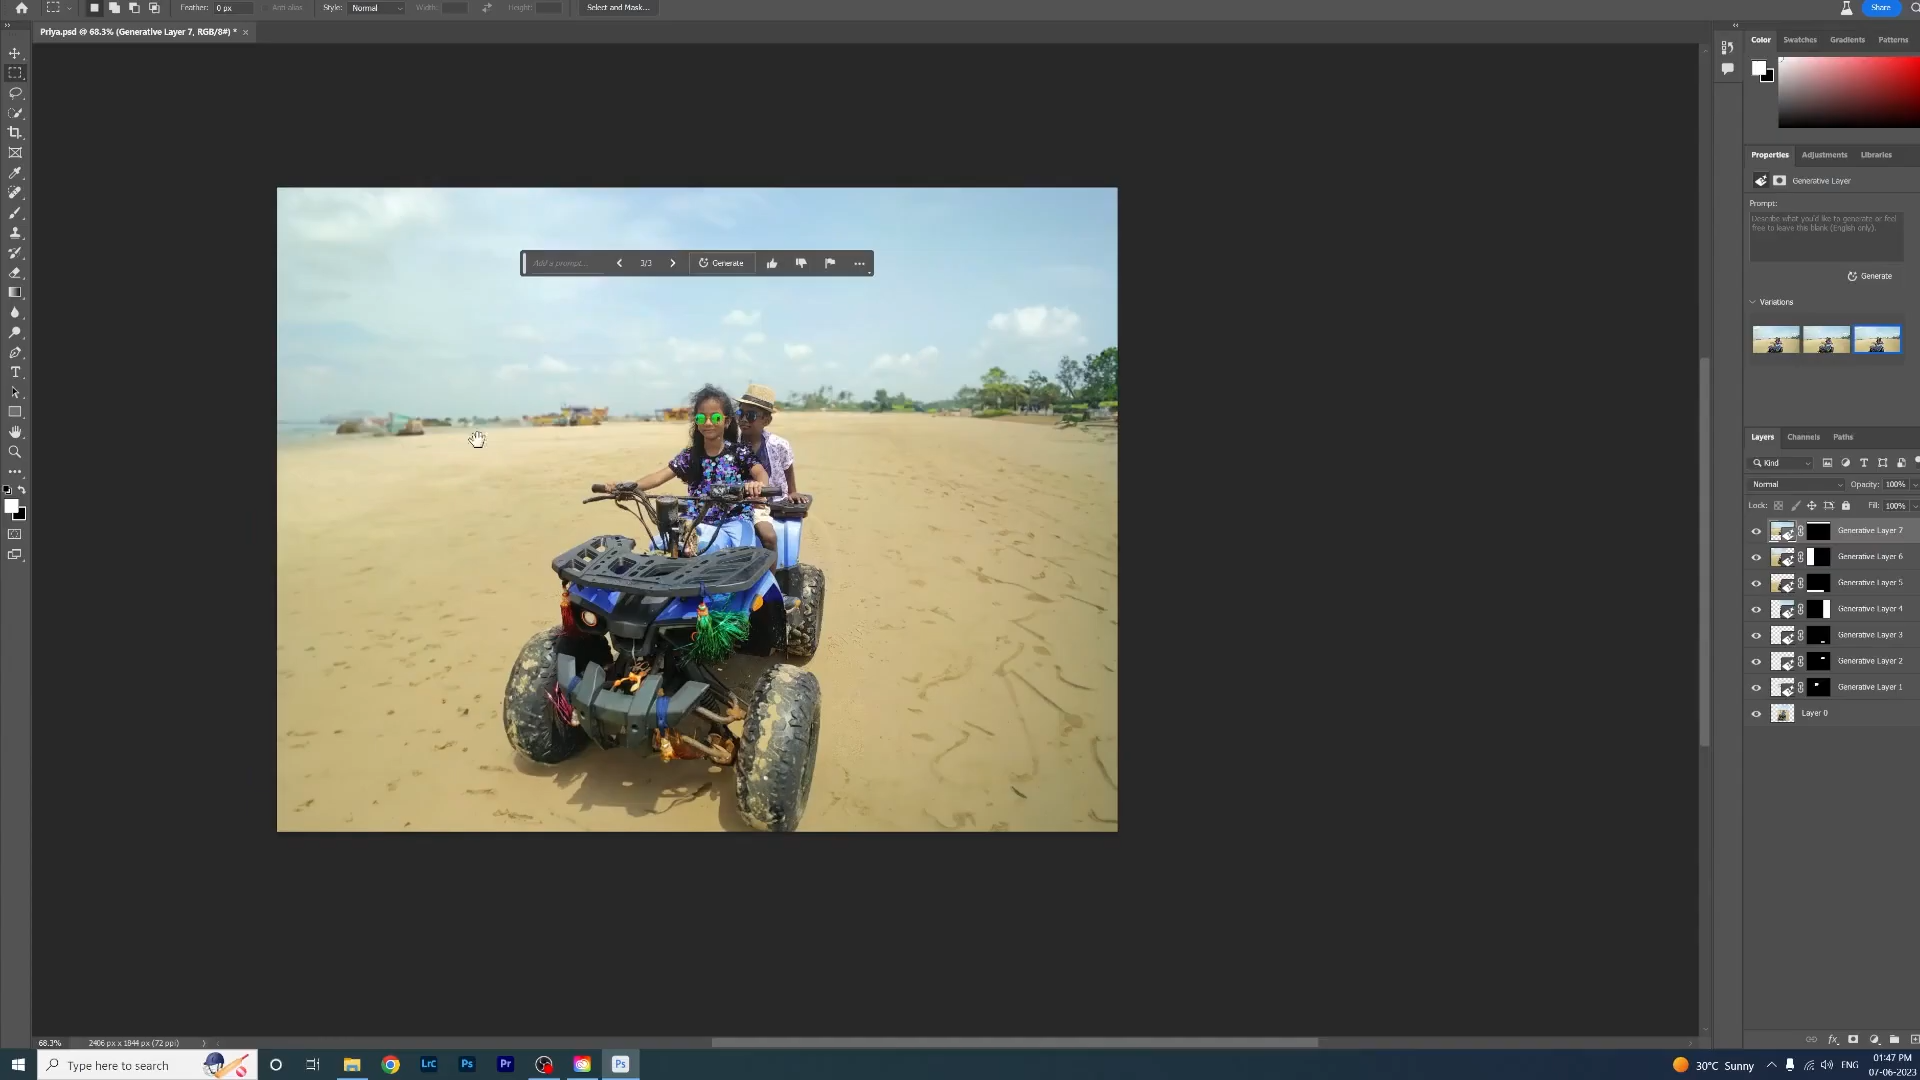 Feather: 0 px Anti-alias Style: Normal Width: Height: Select and Mask... Share
Priya.psd @ 68.3% (Generative Layer 7, RGB/8#) * ×
Color Swatches Gradients Patterns
Properties Adjustments Libraries
Generative Layer
Prompt:
Describe what you'd like to generate or feel
free to leave this blank (English only).
Add a prompt... 3/3 Generate
Generate
Variations
Layers Channels Paths
Kind
Normal Opacity: 100%
Lock: Fill: 100%
Generative Layer 7
Generative Layer 6
Generative Layer 5
Generative Layer 4
Generative Layer 3
Generative Layer 2
Generative Layer 1
Layer 0
68.3% 2406 px x 1844 px (72 ppi)
Type here to search LrC Ps Pr Ps 30°C Sunny ENG 01:47 PM
07-06-2023